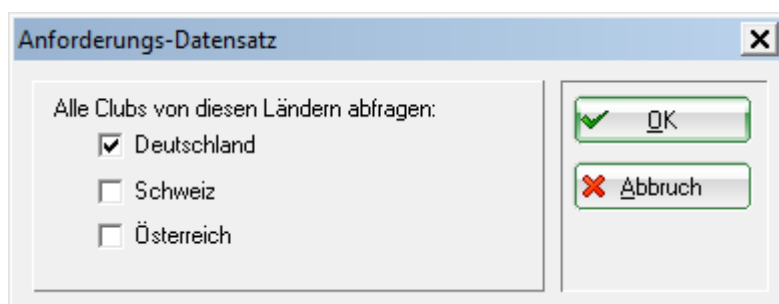 Anforderungs-Datensatz
Alle Clubs von diesen Ländern abfragen:
Deutschland
Schweiz
Österreich
OK
Abbruch